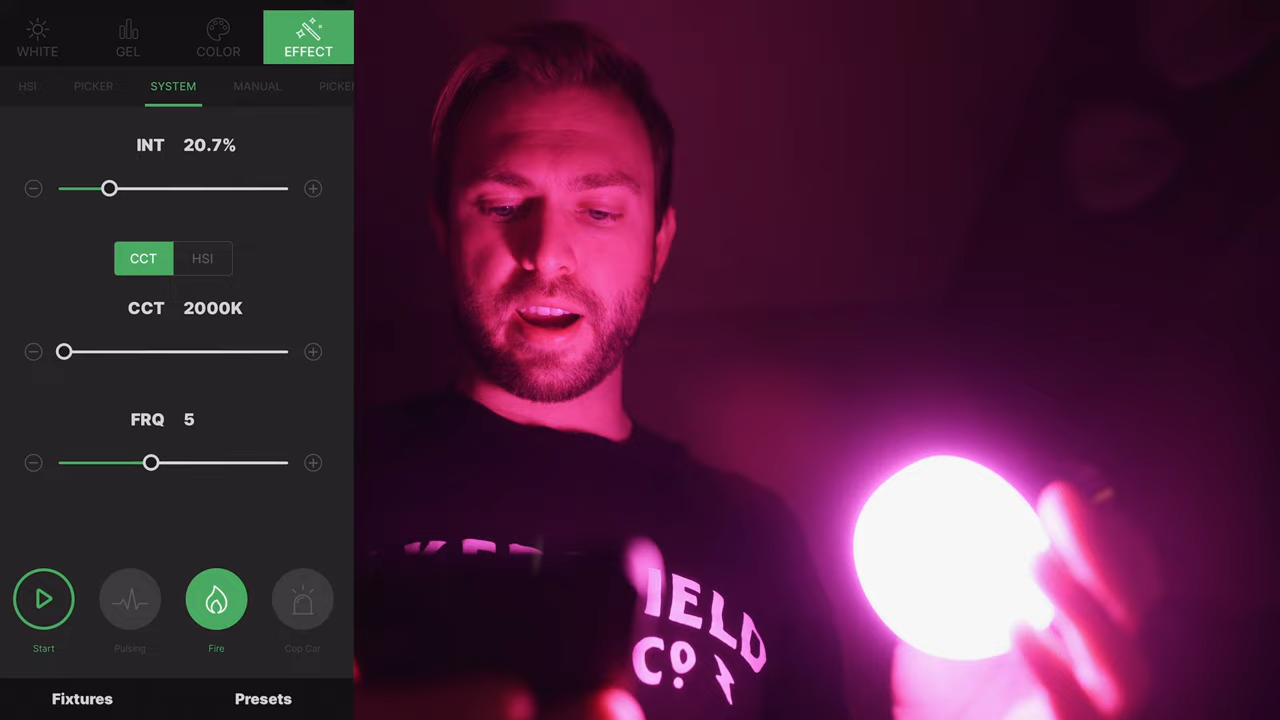 WHITE GEL COLOR EFFECT
HSI PICKER SYSTEM MANUAL
INT 20.7%
CCT HSI
CCT 2000K
FRQ 5
Start Pulsing Fire Cop Car
Fixtures Presets
IELD
CO